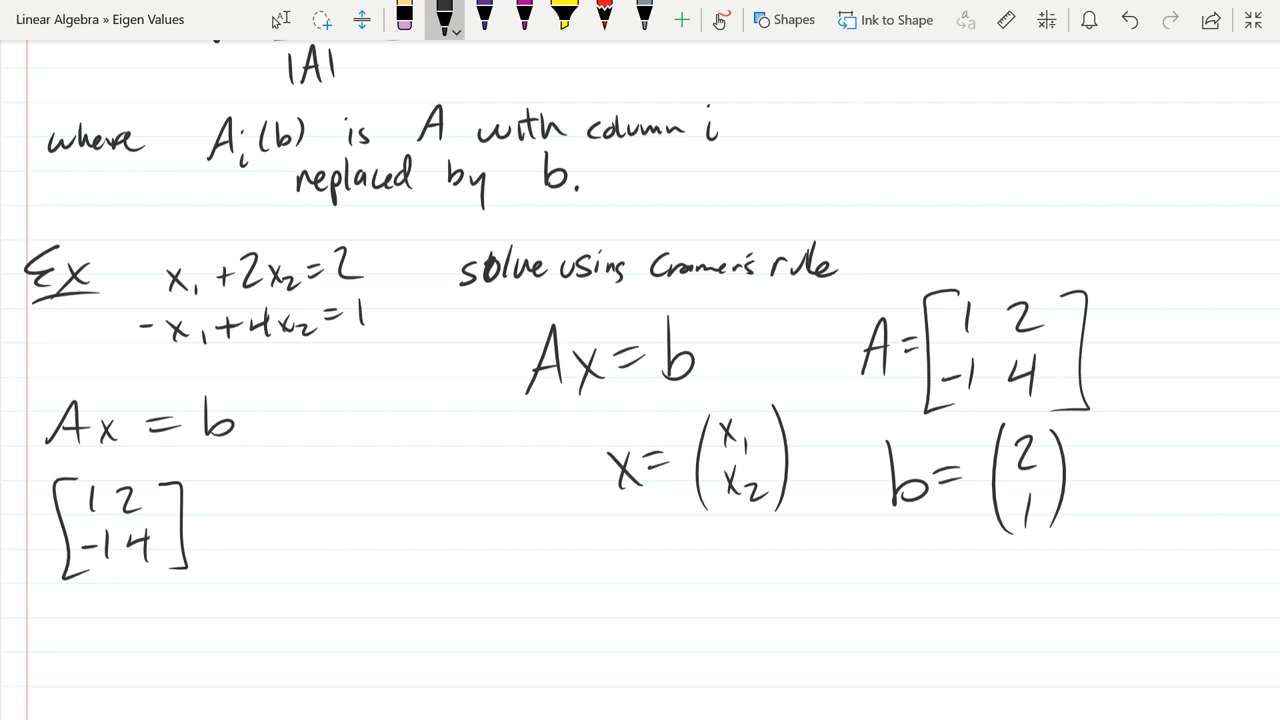 Linear Algebra » Eigen Values
Shapes
Ink to Shape
|A|
where Ai(b) is A with column i
replaced by b.
Ex x₁ + 2x₂ = 2 solve using Cramer's rule
-x₁ + 4x₂ = 1
Ax = b
A = [1 2
-1 4]
Ax = b
x = (x₁
x₂)
b = (2
1)
[1 2
-1 4]